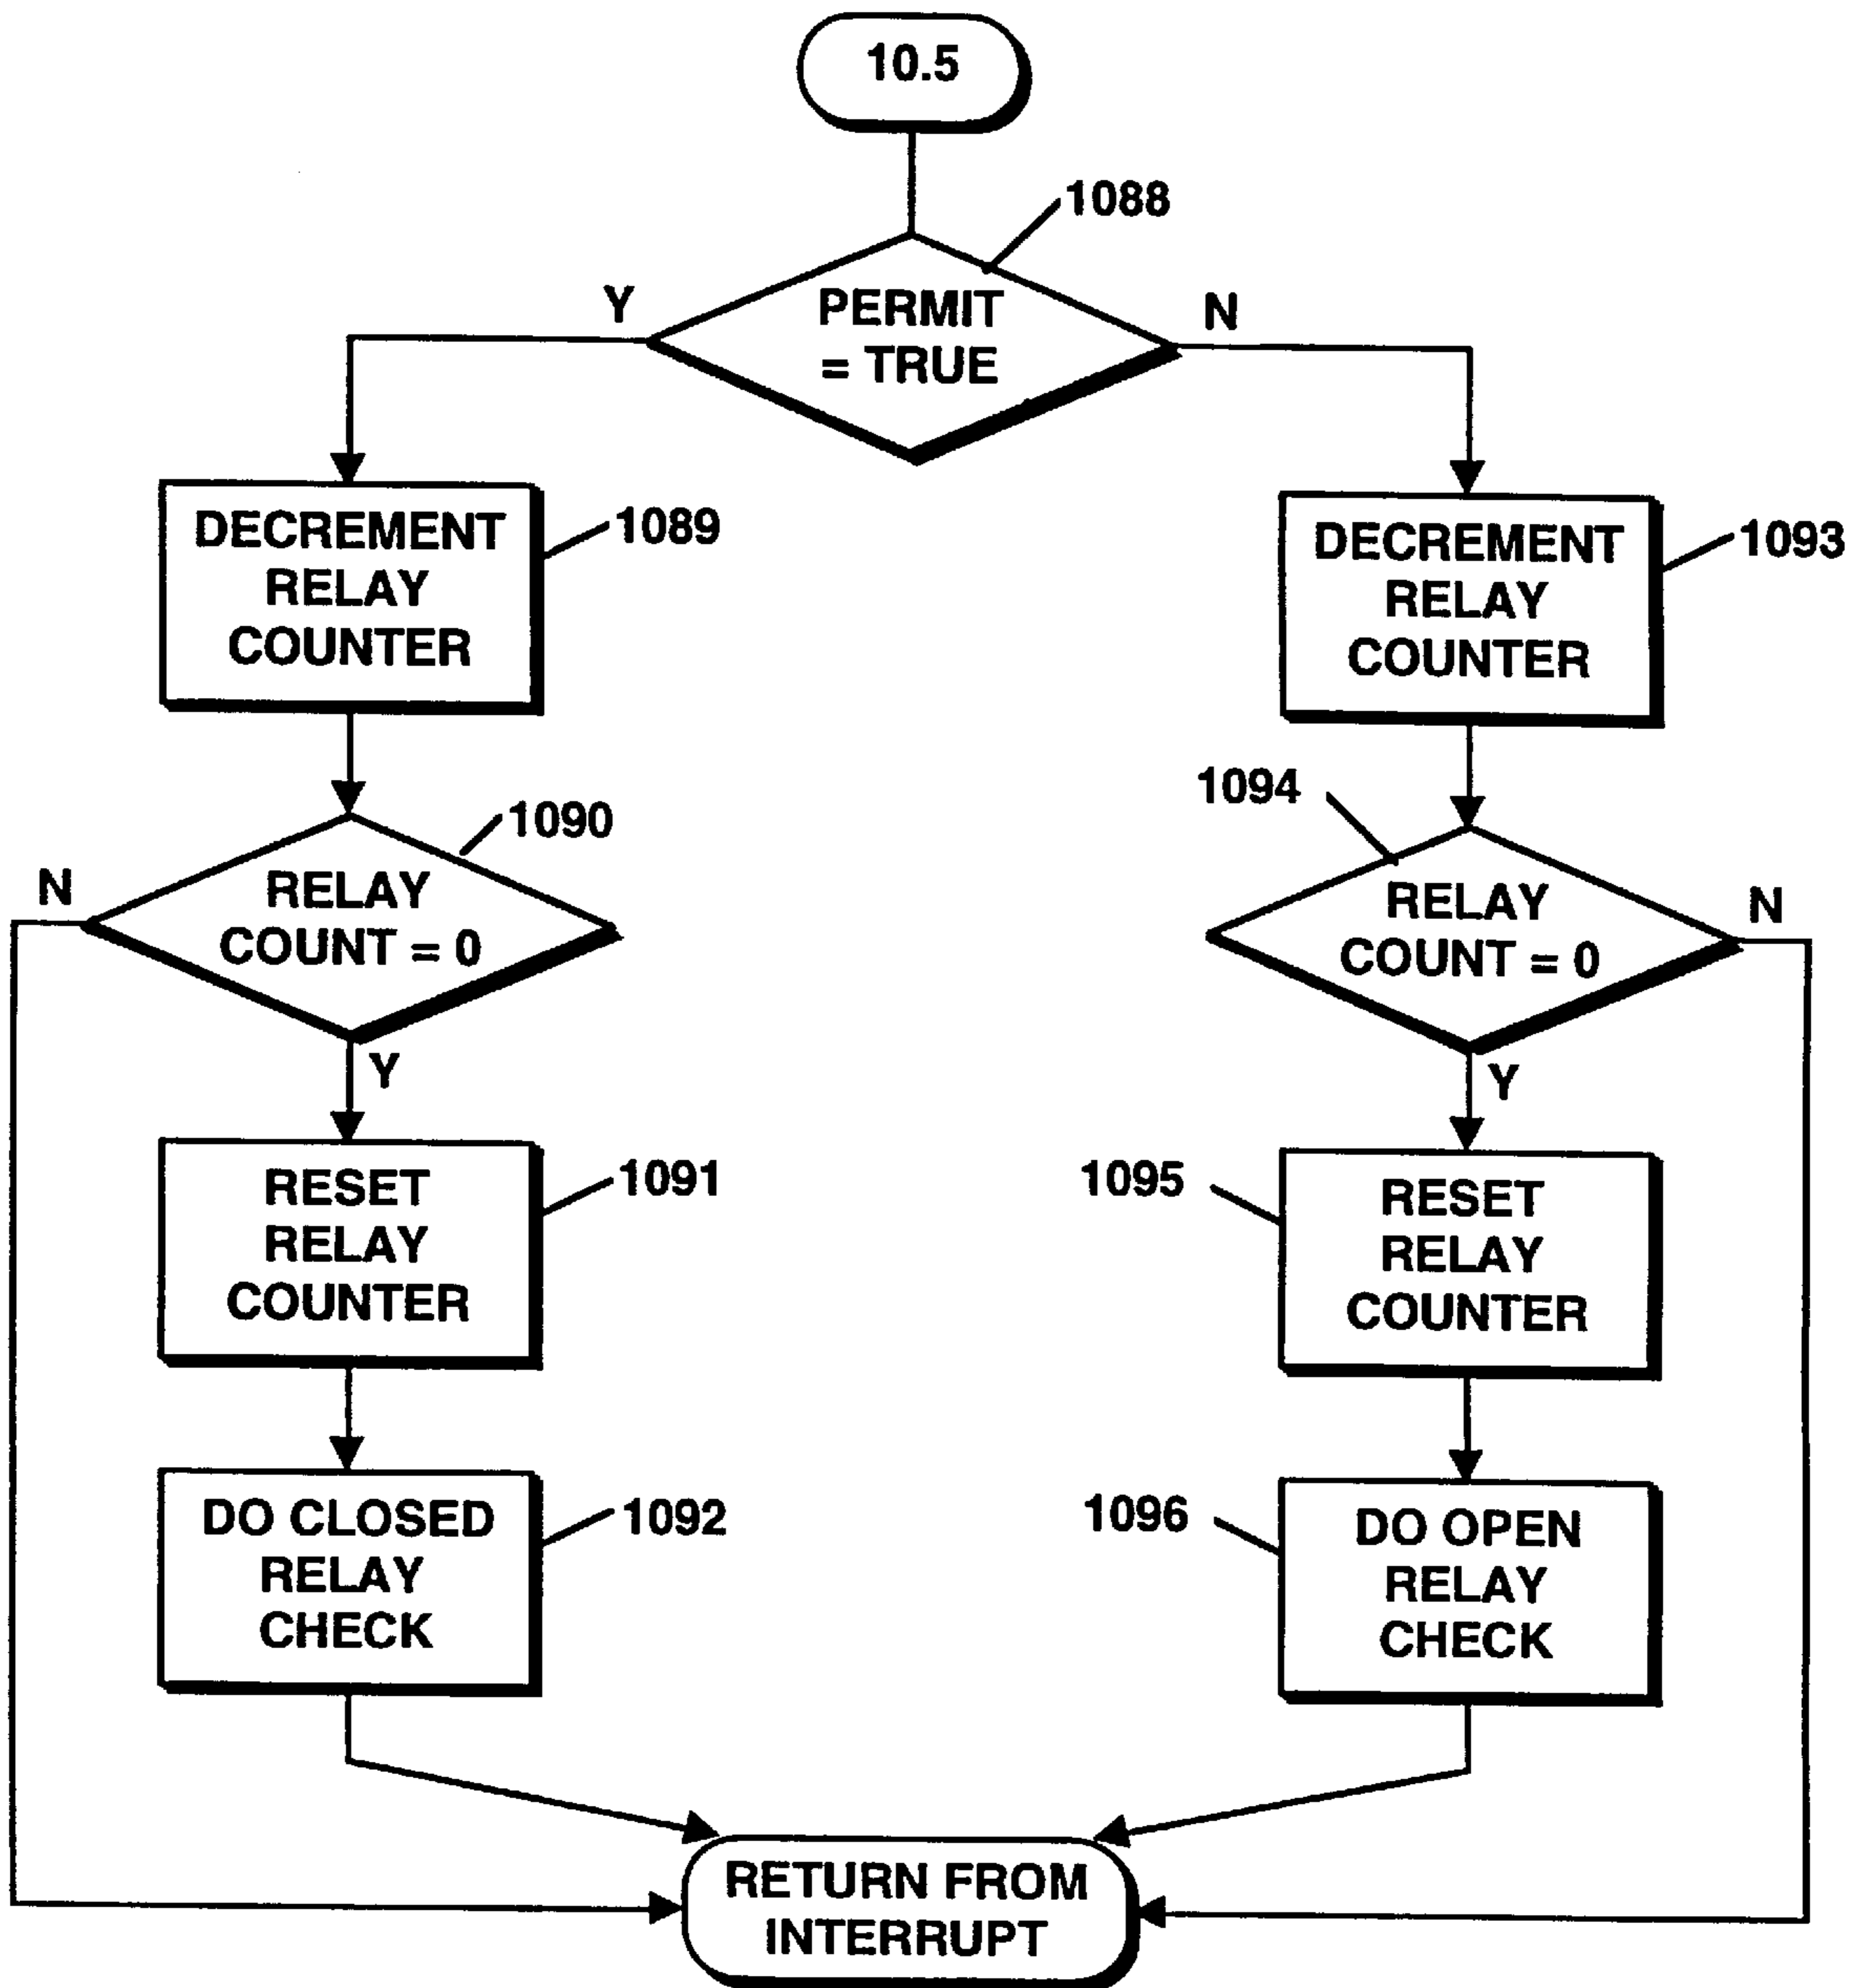 10.5
1088
Y
PERMIT
= TRUE
N
DECREMENT
RELAY
COUNTER
1089
DECREMENT
RELAY
COUNTER
1093
1090
N
RELAY
COUNT = 0
Y
1094
RELAY
COUNT = 0
N
Y
RESET
RELAY
COUNTER
1091
1095
RESET
RELAY
COUNTER
DO CLOSED
RELAY
CHECK
1092
1096
DO OPEN
RELAY
CHECK
RETURN FROM
INTERRUPT